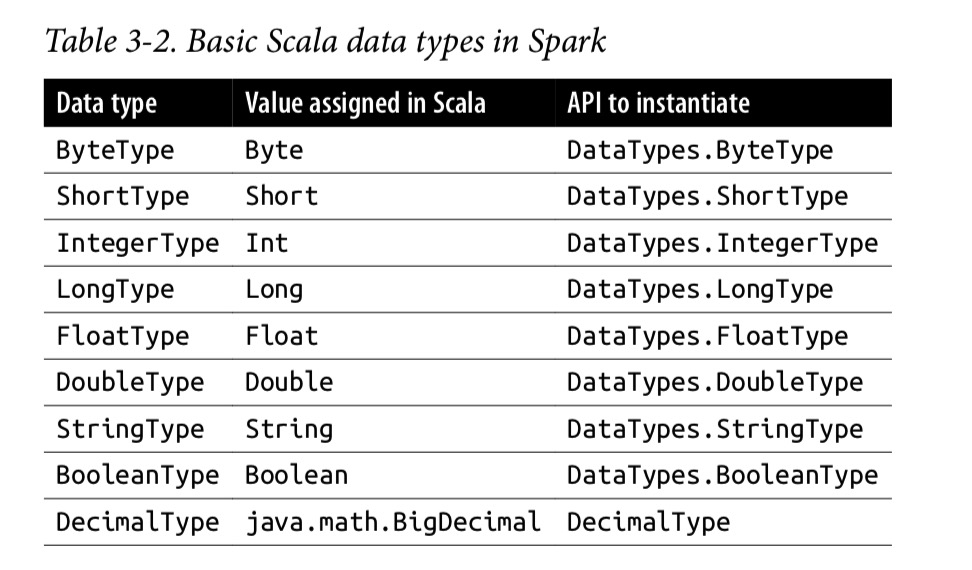 Table 3-2. Basic Scala data types in Spark
Data type Value assigned in Scala API to instantiate
ByteType Byte DataTypes.ByteType
ShortType Short DataTypes.ShortType
IntegerType Int DataTypes.IntegerType
LongType Long DataTypes.LongType
FloatType Float DataTypes.FloatType
DoubleType Double DataTypes.DoubleType
StringType String DataTypes.StringType
BooleanType Boolean DataTypes.BooleanType
DecimalType java.math.BigDecimal DecimalType